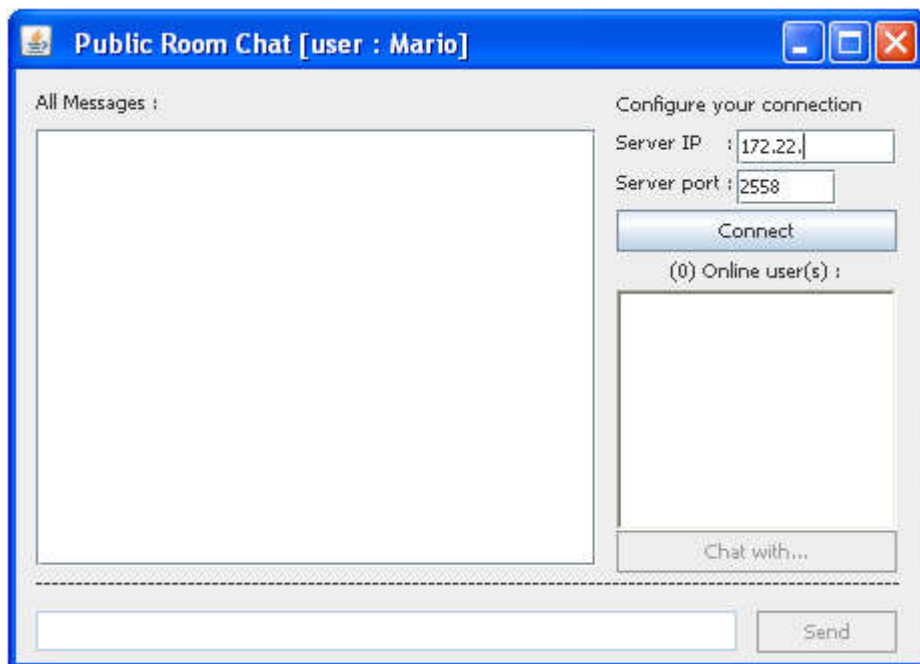 Public Room Chat [user : Mario]
All Messages :
Configure your connection
Server IP : 172.22.
Server port : 2558
Connect
(0) Online user(s) :
Chat with...
Send